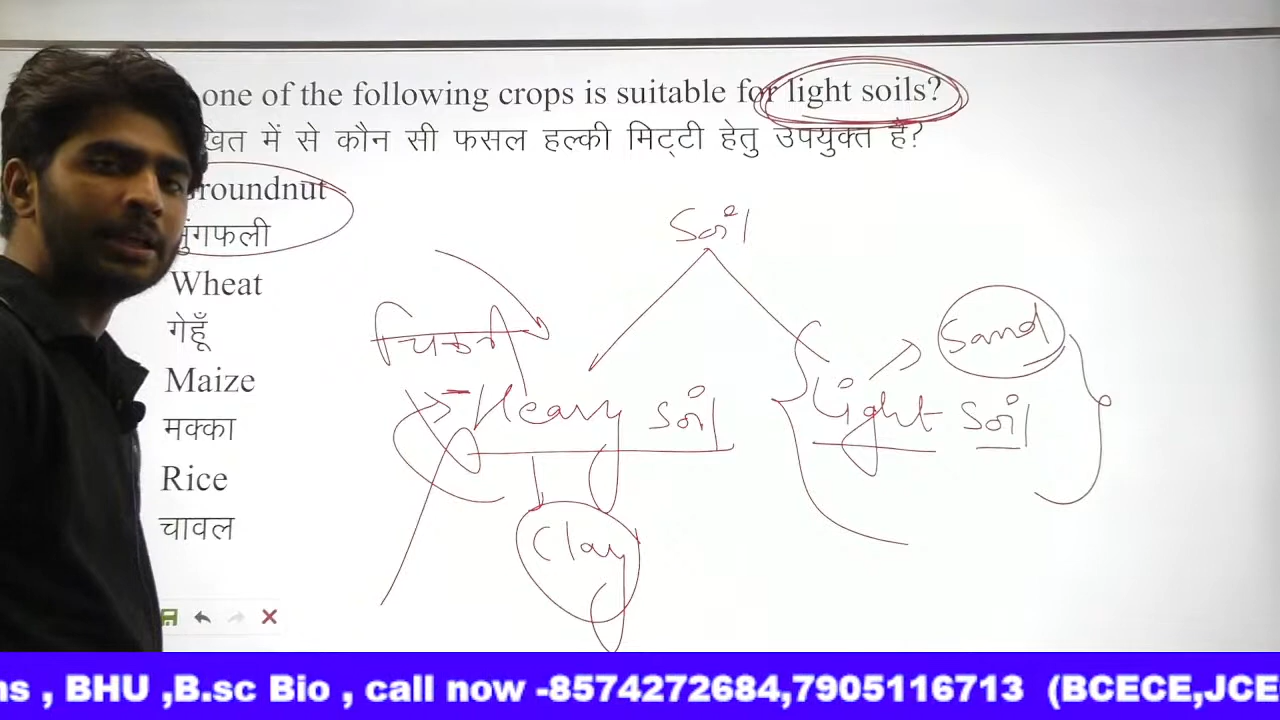 one of the following crops is suitable for light soils?
में से कौन सी फसल हल्की मिट्टी हेतु उपयुक्त है?
roundnut
ुंगफली
Wheat
गेहूँ
Maize
मक्का
Rice
चावल
Soil
चिकनी
Heavy Soil
Clay
Sand
Light Soil
ns , BHU ,B.sc Bio , call now -8574272684,7905116713 (BCECE,JCE